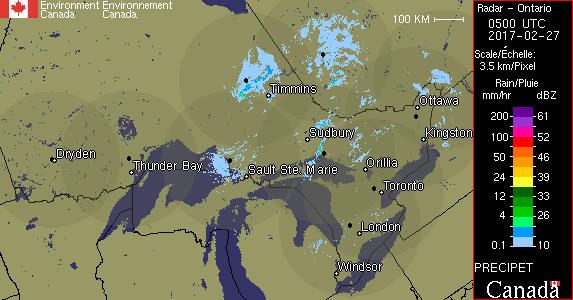 Environment Environnement
Canada Canada
100 KM
Timmins
Ottawa
Sudbury
Kingston
Dryden
Thunder Bay
Sault Ste. Marie
Orillia
Toronto
London
Windsor
Radar - Ontario
0500 UTC
2017-02-27
Scale/Échelle:
3.5 km/Pixel
Rain/Pluie
mm/hr dBZ
200 61
100 52
50 46
24 39
12 33
4 26
0.1 10
PRECIPET
Canada